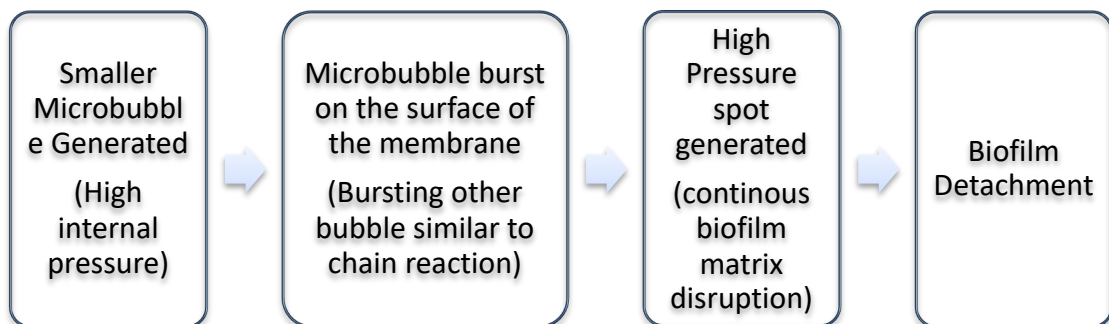 Smaller
Microbubbl
e Generated
(High
internal
pressure)
Microbubble burst
on the surface of
the membrane
(Bursting other
bubble similar to
chain reaction)
High
Pressure
spot
generated
(continous
biofilm
matrix
disruption)
Biofilm
Detachment